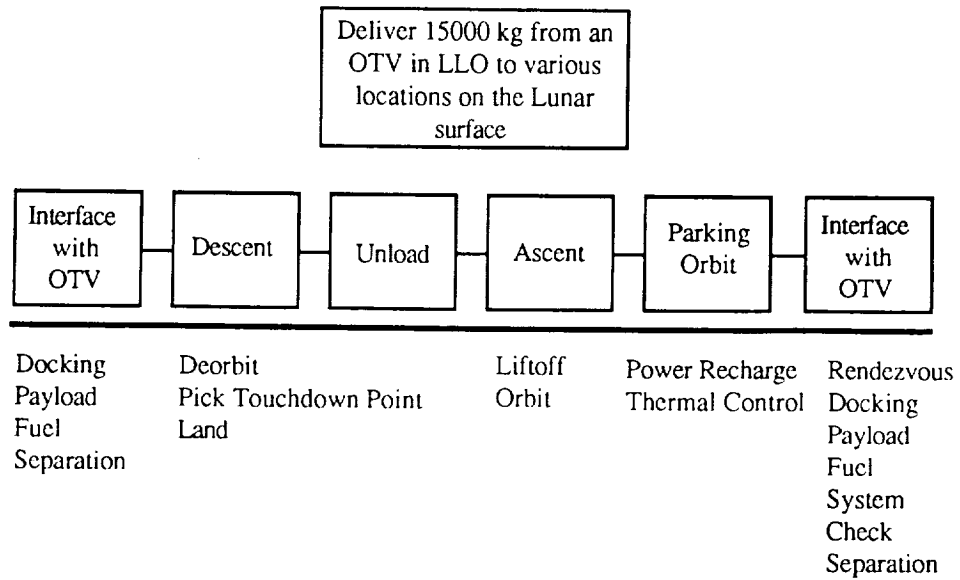 Deliver 15000 kg from an
OTV in LLO to various
locations on the Lunar
surface
Interface
with
OTV
Descent
Unload
Ascent
Parking
Orbit
Interface
with
OTV
Docking
Payload
Fuel
Separation
Deorbit
Pick Touchdown Point
Land
Liftoff
Orbit
Power Recharge
Thermal Control
Rendezvous
Docking
Payload
Fuel
System
Check
Separation